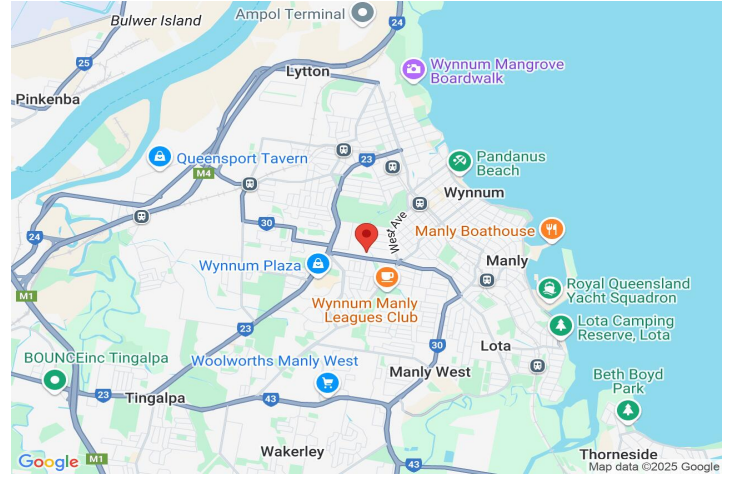 Ampol Terminal
Bulwer Island
24
25
Lytton
Wynnum Mangrove
Boardwalk
Pinkenba
Queensport Tavern
23
Pandanus
Beach
M4
Wynnum
30
West Ave
Manly Boathouse
24
Wynnum Plaza
Manly
M1
Wynnum Manly
Leagues Club
Royal Queensland
Yacht Squadron
23
Lota Camping
Reserve, Lota
30
Lota
BOUNCEinc Tingalpa
Woolworths Manly West
Manly West
Beth Boyd
Park
23
Tingalpa
43
Wakerley
Thorneside
Google
M1
43
Map data ©2025 Google